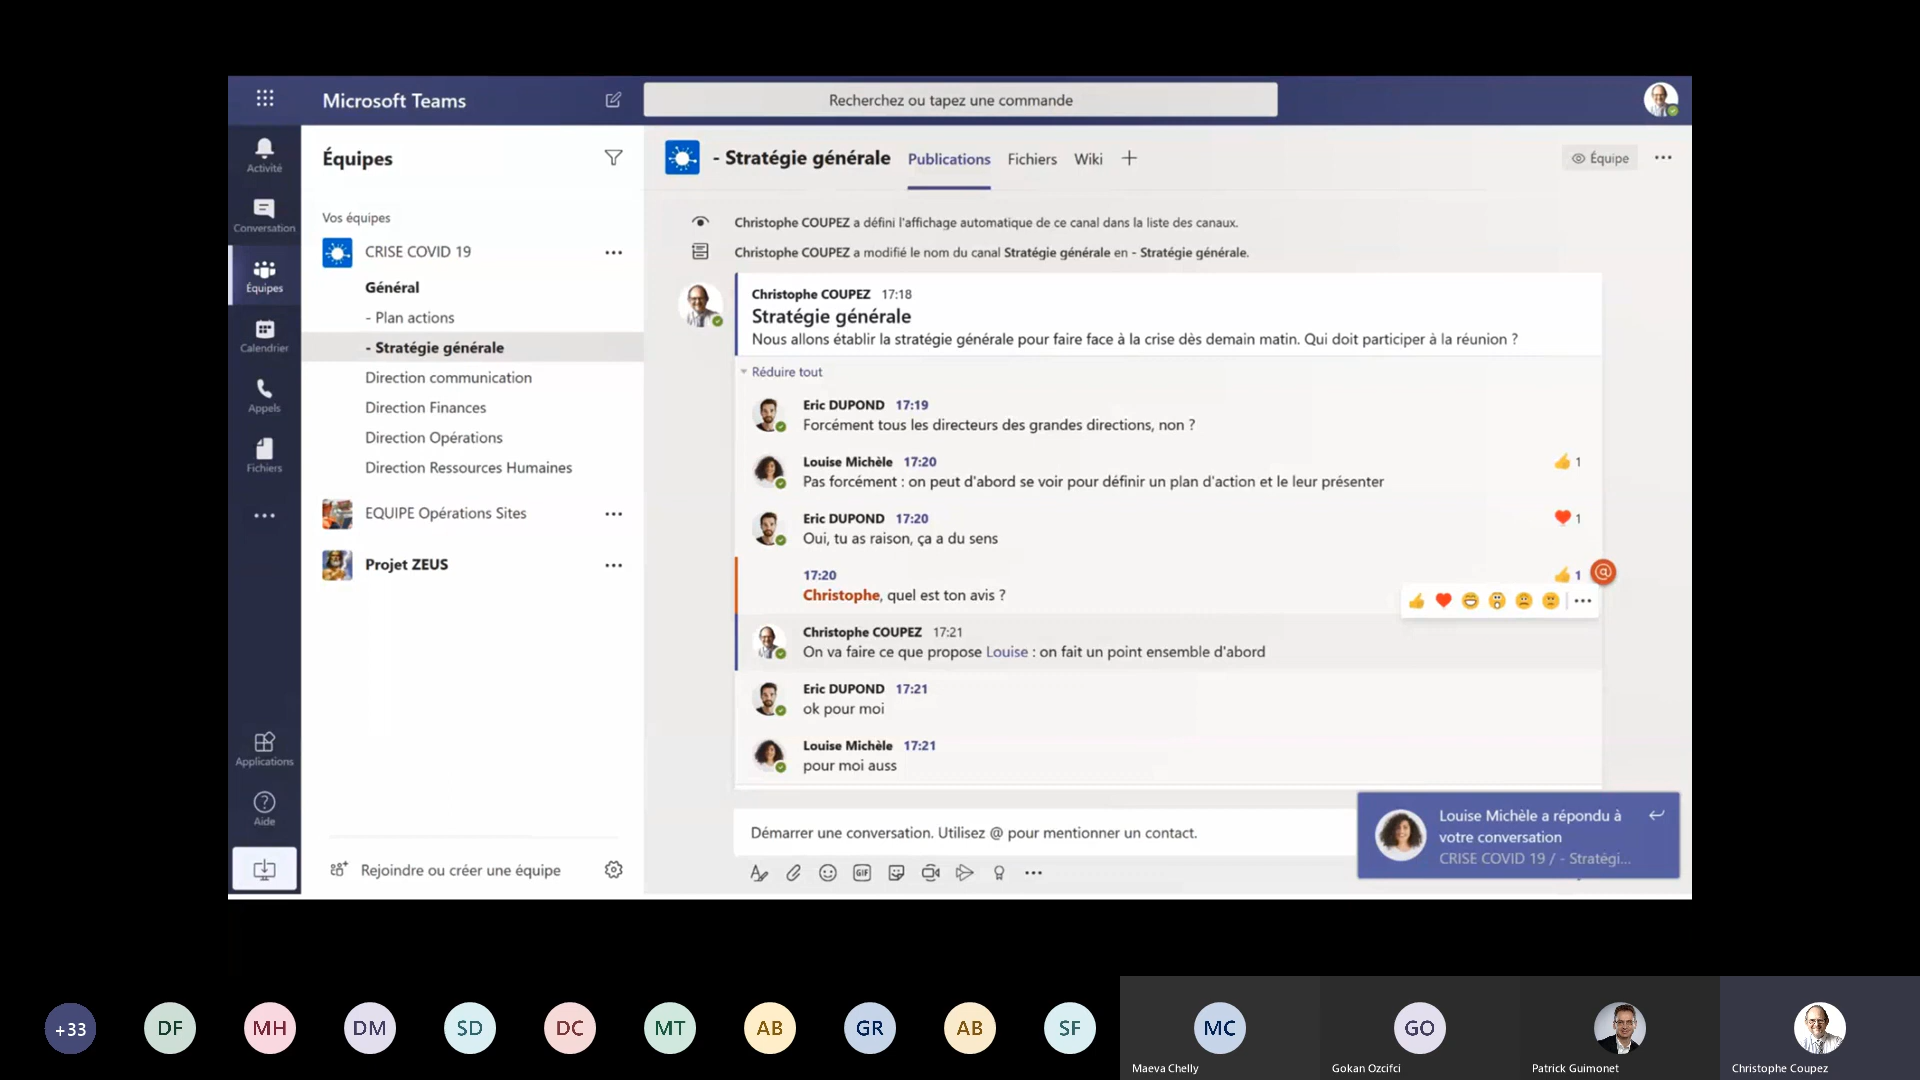 Microsoft Teams
Recherchez ou tapez une commande
Activité
Conversation
Équipes
Calendrier
Appels
Fichiers
Applications
Aide
Équipes
Vos équipes
CRISE COVID 19
Général
- Plan actions
- Stratégie générale
Direction communication
Direction Finances
Direction Opérations
Direction Ressources Humaines
EQUIPE Opérations Sites
Projet ZEUS
Rejoindre ou créer une équipe
- Stratégie générale Publications Fichiers Wiki
Équipe
Christophe COUPEZ a défini l'affichage automatique de ce canal dans la liste des canaux.
Christophe COUPEZ a modifié le nom du canal Stratégie générale en - Stratégie générale.
Christophe COUPEZ 17:18
Stratégie générale
Nous allons établir la stratégie générale pour faire face à la crise dès demain matin. Qui doit participer à la réunion ?
Réduire tout
Eric DUPOND 17:19
Forcément tous les directeurs des grandes directions, non ?
Louise Michèle 17:20
1
Pas forcément : on peut d'abord se voir pour définir un plan d'action et le leur présenter
Eric DUPOND 17:20
1
Oui, tu as raison, ça a du sens
17:20
1
@
Christophe, quel est ton avis ?
Christophe COUPEZ 17:21
On va faire ce que propose Louise : on fait un point ensemble d'abord
Eric DUPOND 17:21
ok pour moi
Louise Michèle 17:21
pour moi auss
Démarrer une conversation. Utilisez @ pour mentionner un contact.
GIF
Louise Michèle a répondu à
votre conversation
CRISE COVID 19 / - Stratégi...
+33
DF
MH
DM
SD
DC
MT
AB
GR
AB
SF
MC
GO
Maeva Chelly
Gokan Ozcifci
Patrick Guimonet
Christophe Coupez